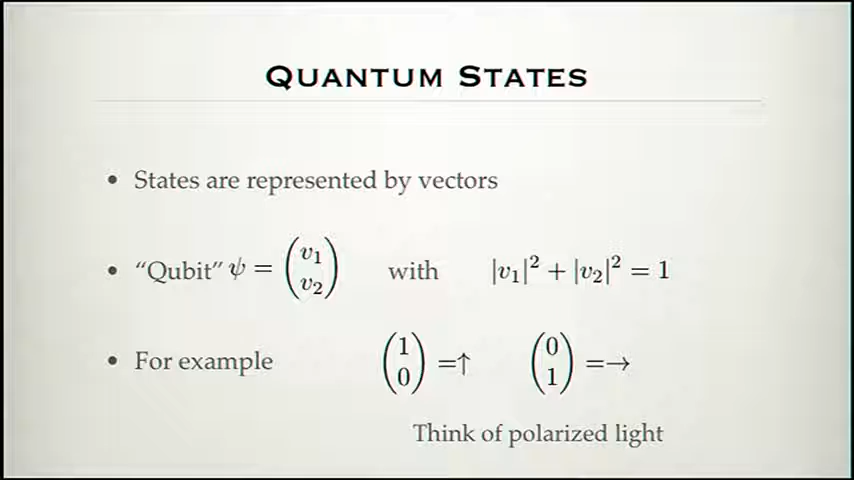 QUANTUM STATES
• States are represented by vectors
• “Qubit” ψ = (v₁ v₂) with |v₁|² + |v₂|² = 1
• For example (1 0) =↑ (0 1) =→
Think of polarized light